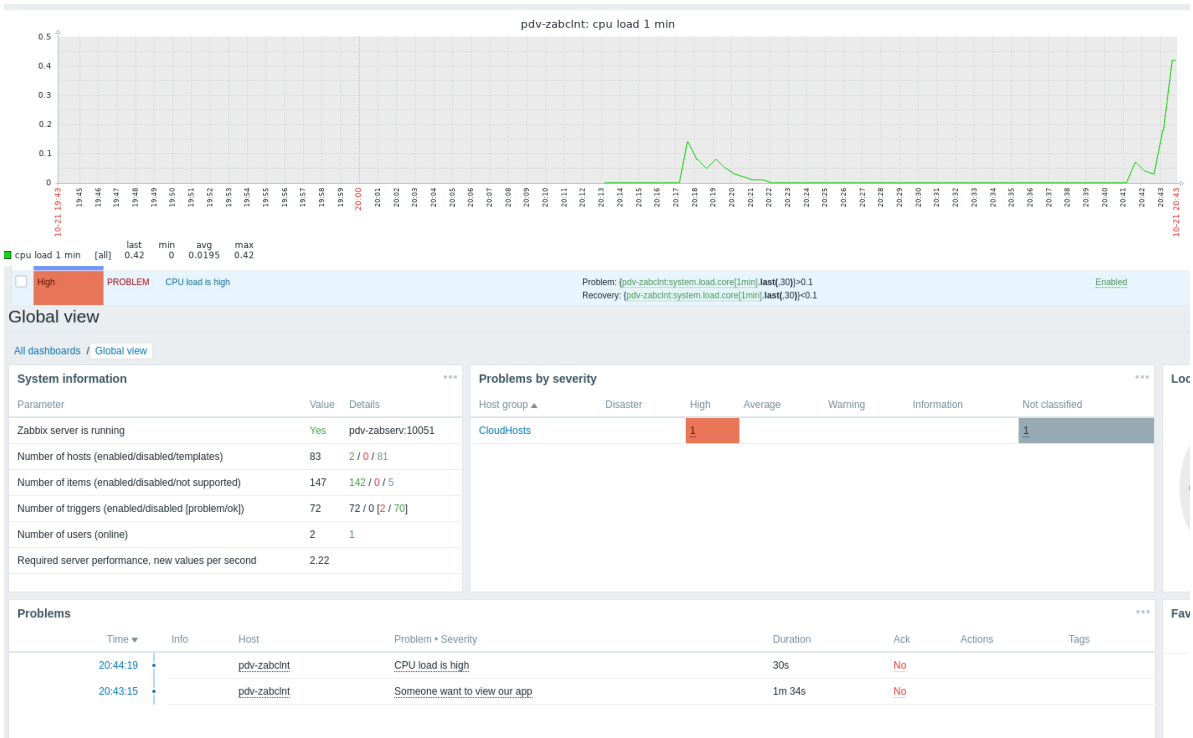 pdv-zabclnt: cpu load 1 min
0.5
0.4
0.3
0.2
0.1
0
10-21 19:43 19:45 19:46 19:47 19:48 19:49 19:50 19:51 19:52 19:53 19:54 19:55 19:56 19:57 19:58 19:59 20:00 20:01 20:02 20:03 20:04 20:05 20:06 20:07 20:08 20:09 20:10 20:11 20:12 20:13 20:14 20:15 20:16 20:17 20:18 20:19 20:20 20:21 20:22 20:23 20:24 20:25 20:26 20:27 20:28 20:29 20:30 20:31 20:32 20:33 20:34 20:35 20:36 20:37 20:38 20:39 20:40 20:41 20:42 20:43 10-21 20:43
last min avg max
cpu load 1 min [all] 0.42 0 0.0195 0.42
High PROBLEM CPU load is high Problem: {pdv-zabclnt:system.load.core[1min].last(,30)}>0.1 Enabled
Recovery: {pdv-zabclnt:system.load.core[1min].last(,30)}<0.1
Global view
All dashboards / Global view
System information
Parameter Value Details
Zabbix server is running Yes pdv-zabserv:10051
Number of hosts (enabled/disabled/templates) 83 2 / 0 / 81
Number of items (enabled/disabled/not supported) 147 142 / 0 / 5
Number of triggers (enabled/disabled [problem/ok]) 72 72 / 0 [2 / 70]
Number of users (online) 2 1
Required server performance, new values per second 2.22
Problems by severity
Host group Disaster High Average Warning Information Not classified
CloudHosts 1 1
Loc
Problems
Time Info Host Problem • Severity Duration Ack Actions Tags
20:44:19 pdv-zabclnt CPU load is high 30s No
20:43:15 pdv-zabclnt Someone want to view our app 1m 34s No
Fav